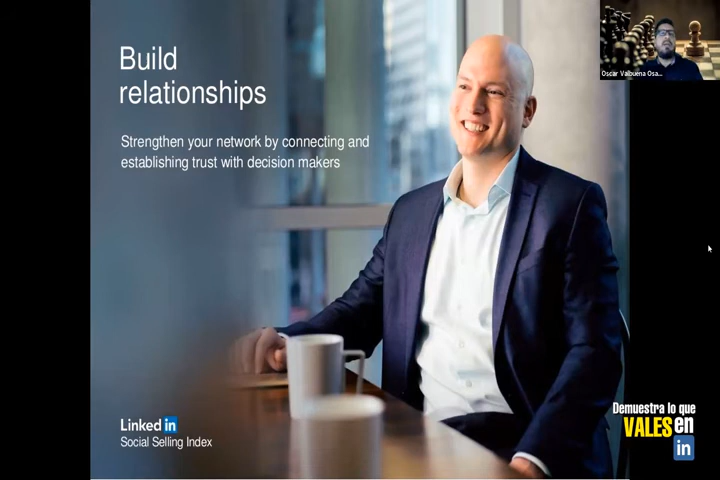 Build
relationships
Strengthen your network by connecting and
establishing trust with decision makers
Oscar Valbuena Osa...
Linked in
Social Selling Index
Demuestra lo que
VALES en
in